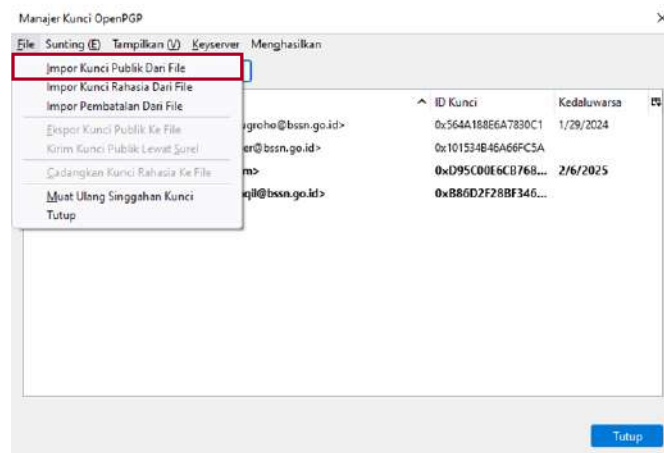 Manajer Kunci OpenPGP
File Sunting (E) Tampilkan (V) Keyserver Menghasilkan
Impor Kunci Publik Dari File
Impor Kunci Rahasia Dari File
Impor Pembatalan Dari File
Ekspor Kunci Publik Ke File
Kirim Kunci Publik Lewat Surel
Cadangkan Kunci Rahasia Ke File
Muat Ulang Singgahan Kunci
Tutup
ID Kunci Kedaluwarsa
ugroho@bssn.go.id> 0x564A188E6A7830C1 1/29/2024
er@bssn.go.id> 0x101534B46A66FC5A
m> 0xD95C00E6CB768... 2/6/2025
qil@bssn.go.id> 0xB86D2F28BF346...
Tutup